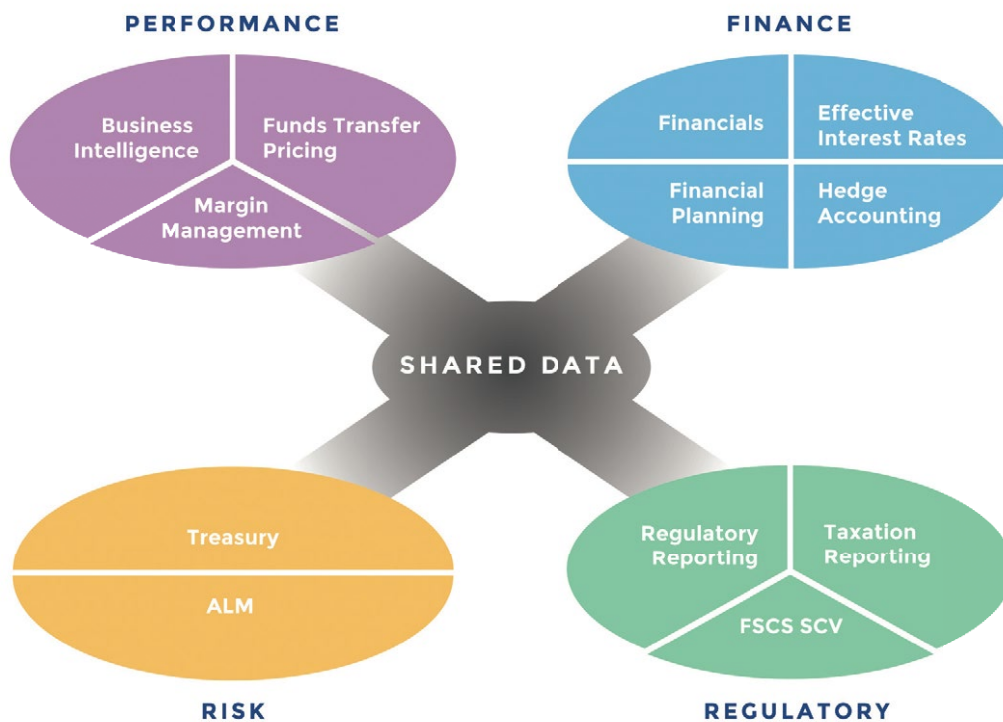 PERFORMANCE
Business
Intelligence
Funds Transfer
Pricing
Margin
Management
FINANCE
Financials
Effective
Interest Rates
Financial
Planning
Hedge
Accounting
SHARED DATA
Treasury
ALM
RISK
Regulatory
Reporting
Taxation
Reporting
FSCS SCV
REGULATORY